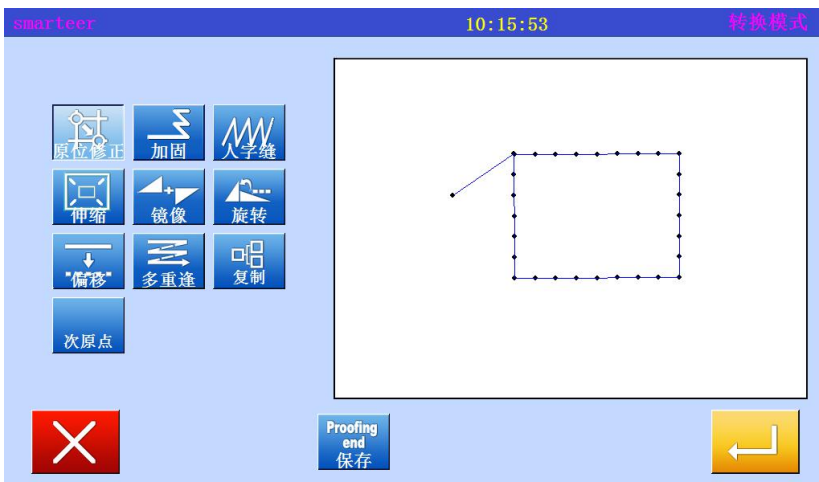 smarteer 10:15:53 转换模式
原位修正 加固 人字缝
伸缩 镜像 旋转
偏移 多重逢 复制
次原点
Proofing
end
保存